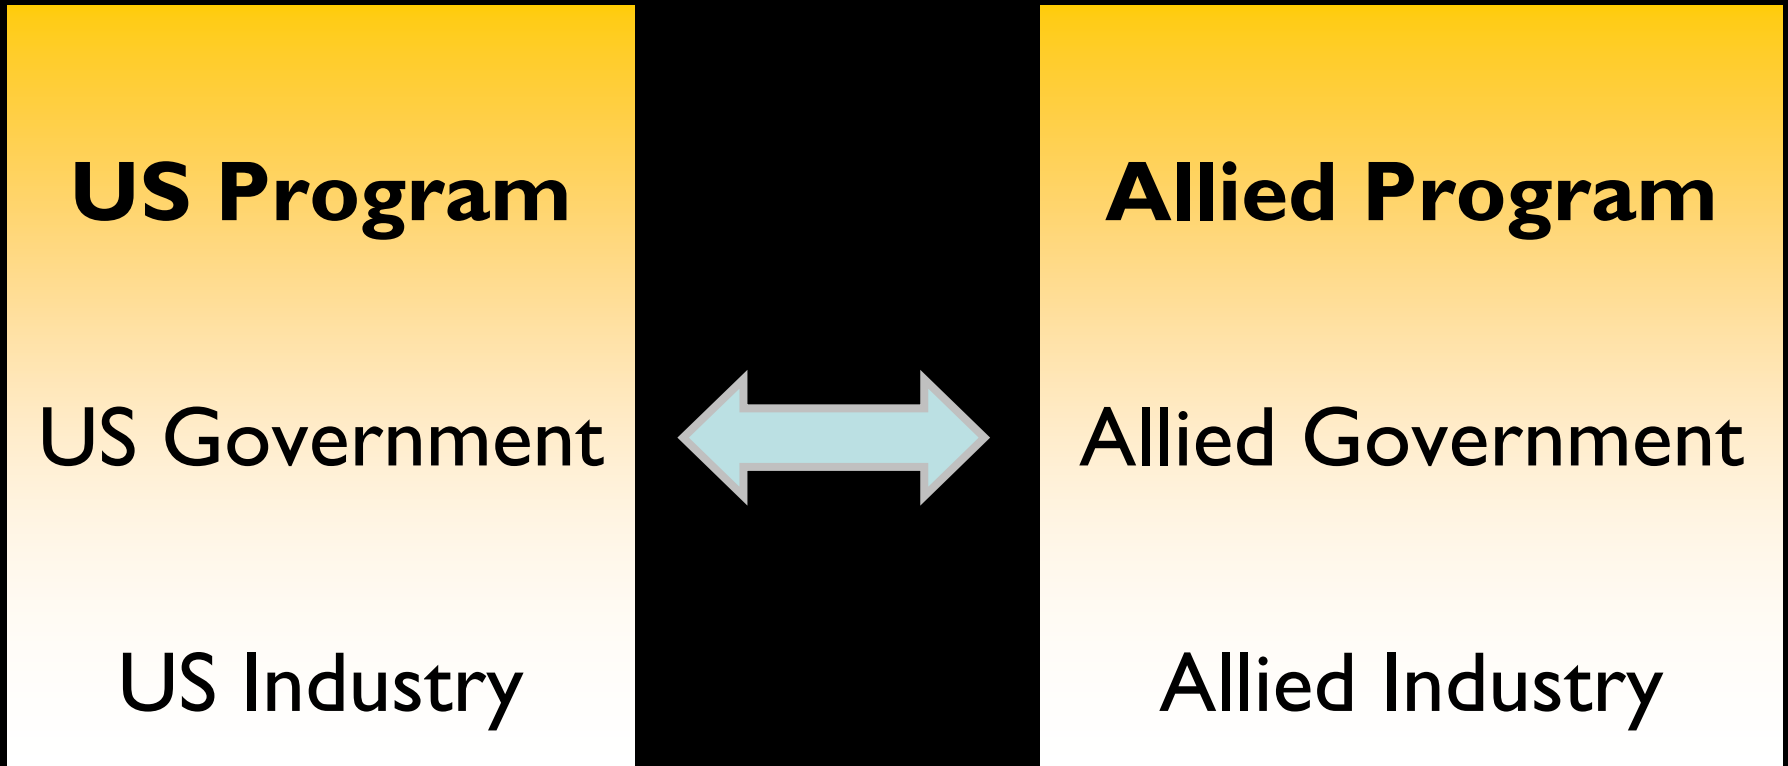 US Program
US Government
US Industry
Allied Program
Allied Government
Allied Industry